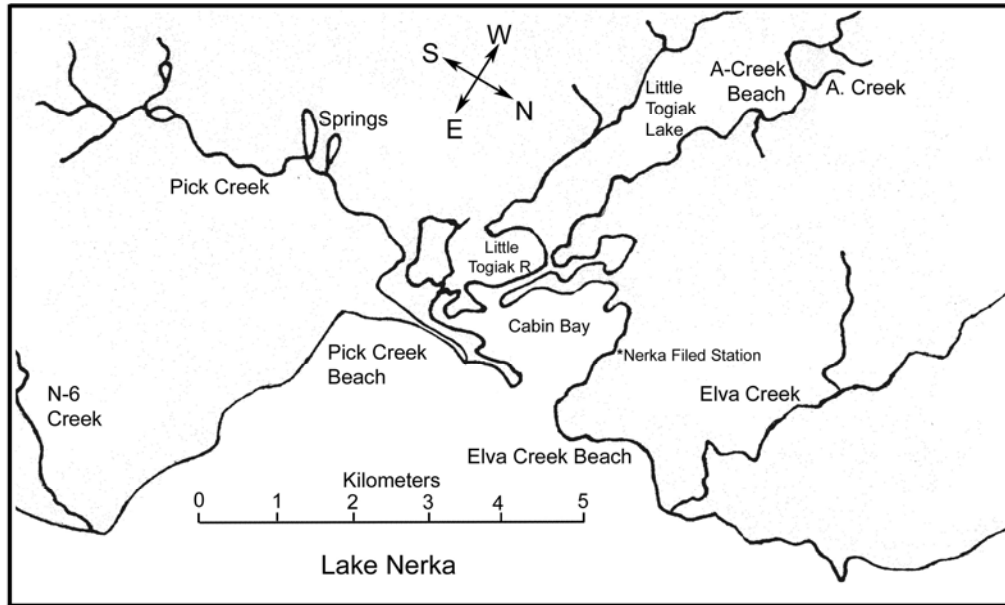 W
S
N
E
A-Creek
Beach
A. Creek
Little
Togiak
Lake
Springs
Pick Creek
Little
Togiak R.
Cabin Bay
*Nerka Filed Station
Pick Creek
Beach
N-6
Creek
Elva Creek
Elva Creek Beach
Kilometers
0 1 2 3 4 5
Lake Nerka